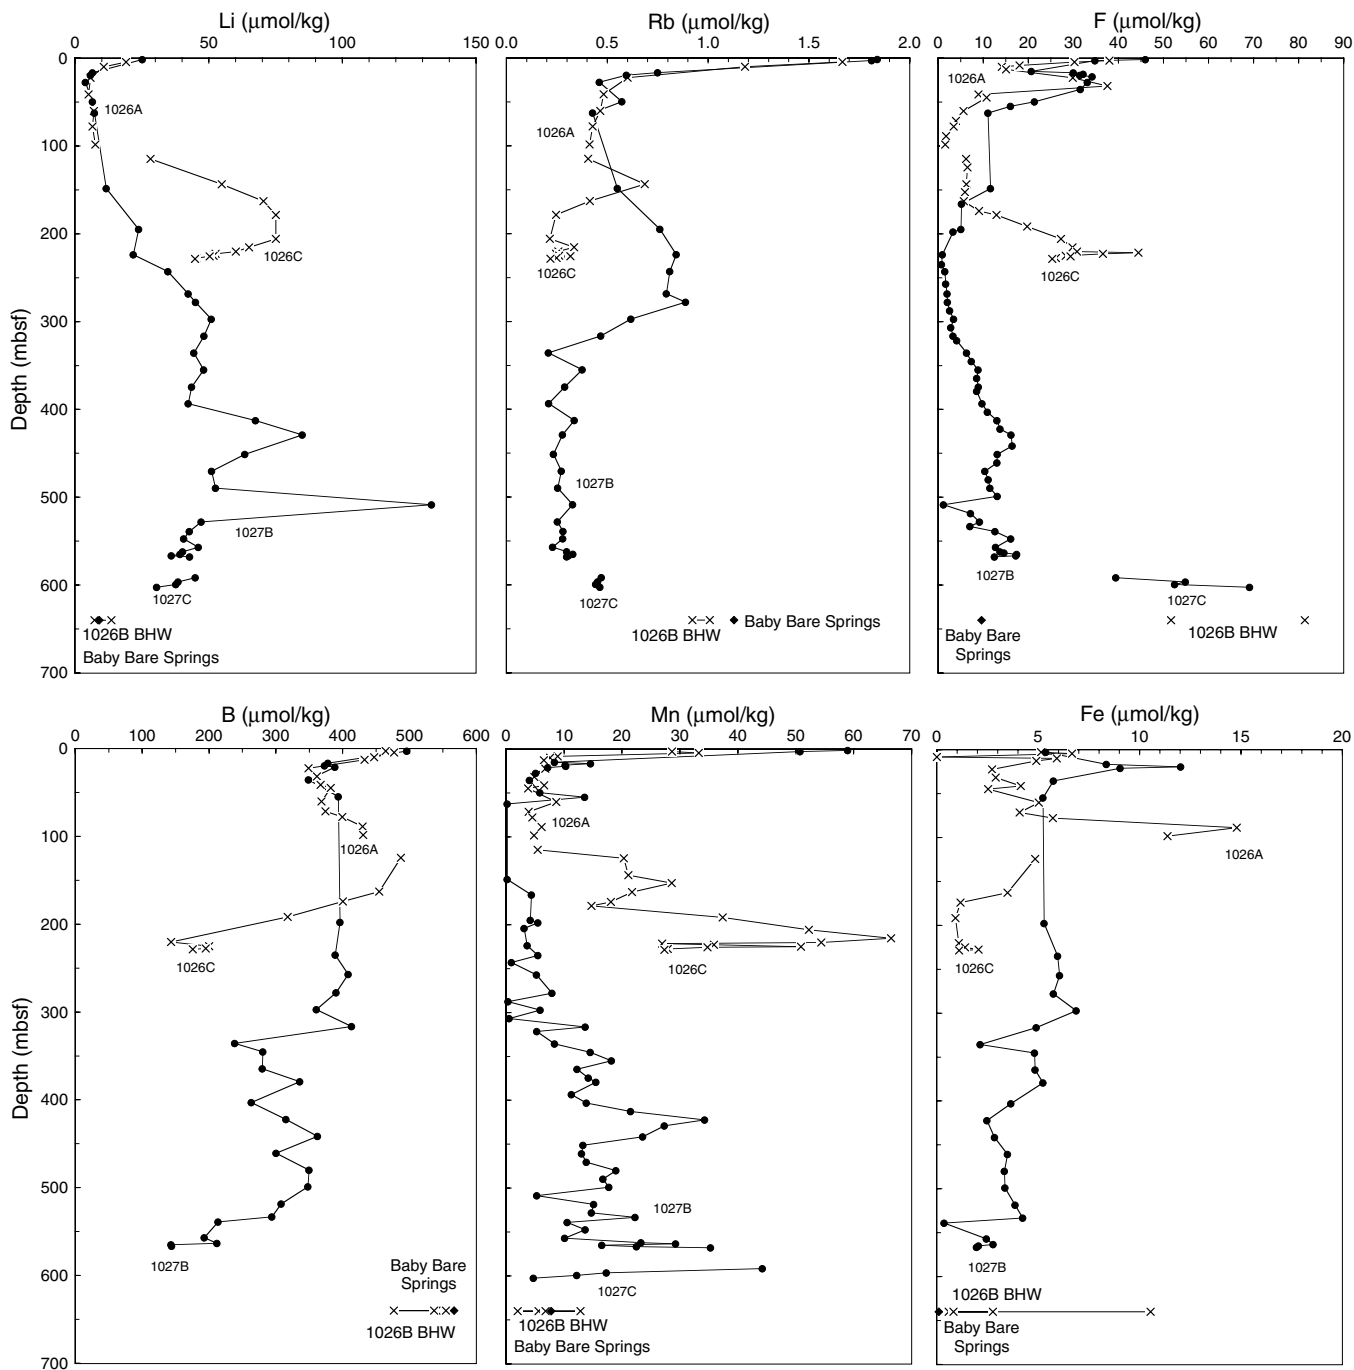 Li (μmol/kg)
0 50 100 150
Rb (μmol/kg)
0.0 0.5 1.0 1.5 2.0
F (μmol/kg)
0 10 20 30 40 50 60 70 80 90
Depth (mbsf)
0
100
200
300
400
500
600
700
1026A
1026C
1027B
1027C
1026B BHW
Baby Bare Springs
1026A
1026C
1027B
1027C
1026B BHW
Baby Bare Springs
1026A
1026C
1027B
1027C
Baby Bare
Springs
1026B BHW
B (μmol/kg)
0 100 200 300 400 500 600
Mn (μmol/kg)
0 10 20 30 40 50 60 70
Fe (μmol/kg)
0 5 10 15 20
Depth (mbsf)
0
100
200
300
400
500
600
700
1026A
1026C
1027B
Baby Bare
Springs
1026B BHW
1026A
1026C
1027B
1027C
1026B BHW
Baby Bare Springs
1026A
1026C
1027B
1026B BHW
Baby Bare
Springs